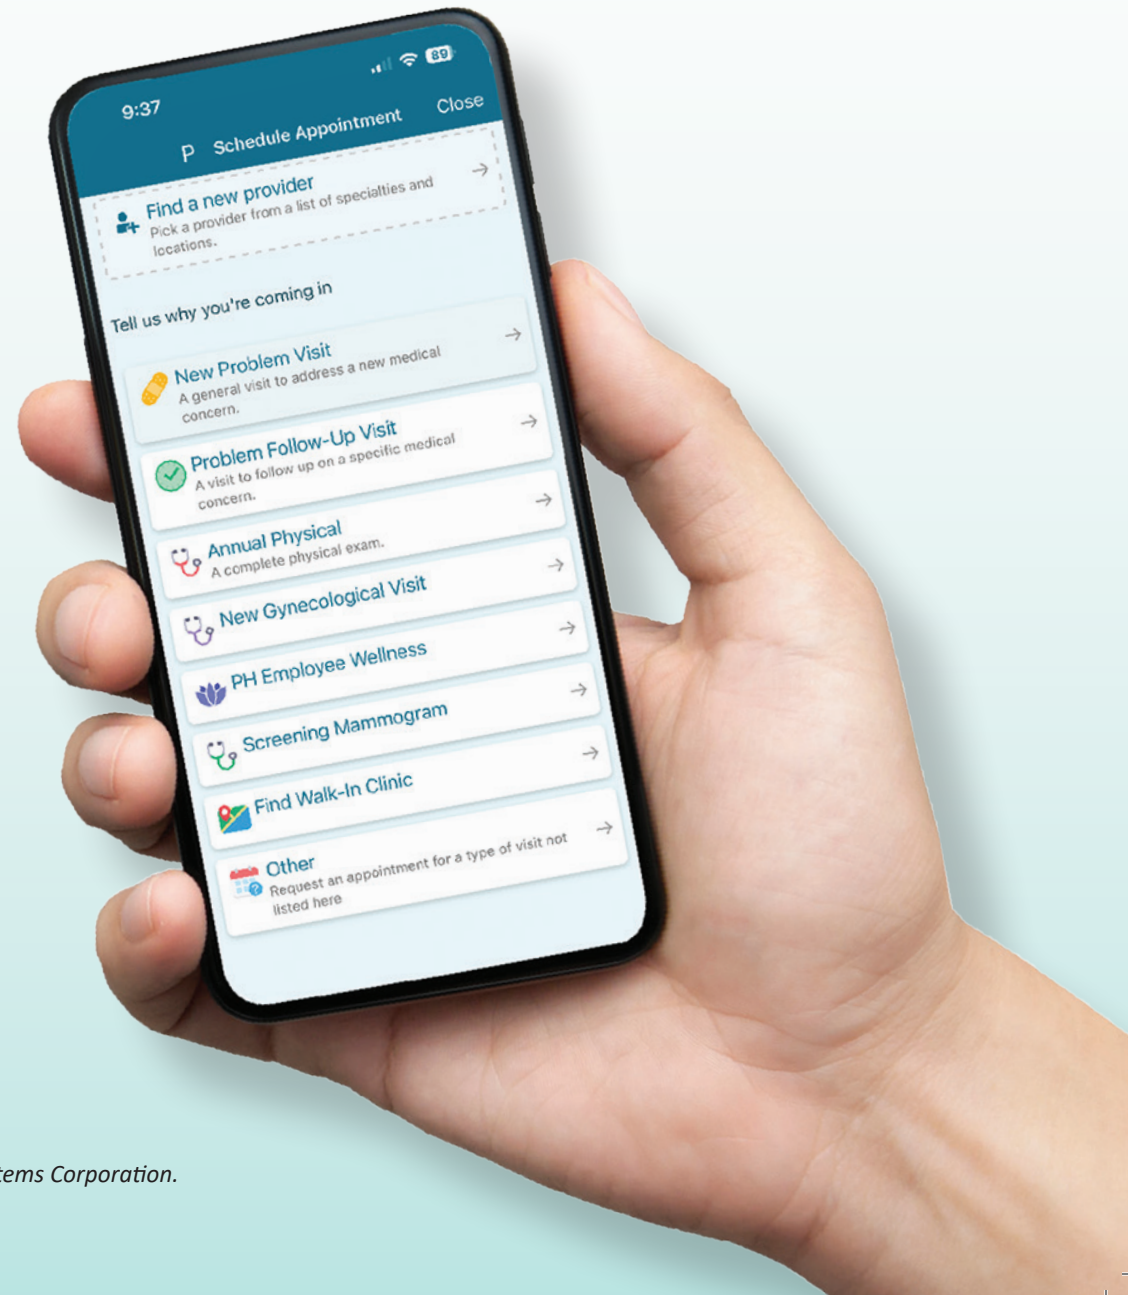 9:37
89
P Schedule Appointment Close
Find a new provider
Pick a provider from a list of specialties and
locations.
Tell us why you're coming in
New Problem Visit
A general visit to address a new medical
concern.
Problem Follow-Up Visit
A visit to follow up on a specific medical
concern.
Annual Physical
A complete physical exam.
New Gynecological Visit
PH Employee Wellness
Screening Mammogram
Find Walk-In Clinic
Other
Request an appointment for a type of visit not
listed here
tems Corporation.